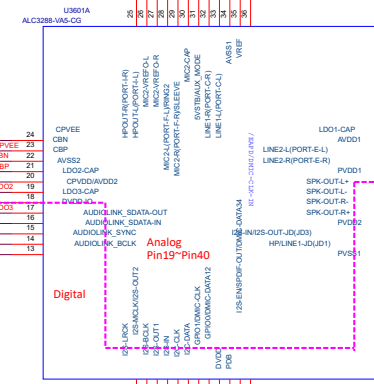 U3601A
ALC3288-VA5-CG
25
26
27
28
29
30
31
32
33
34
35
36
HPOUT-R(PORT-I-R)
HPOUT-L(PORT-I-L)
MIC2-VREFO-L
MIC2-VREFO-R
MIC2-L(PORT-F-L)/RING2
MIC2-R(PORT-F-R)/SLEEVE
MIC2-CAP
5VSTB/AUX_MODE
LINE1-R(PORT-C-R)
LINE1-L(PORT-C-L)
AVSS1
VREF
24
23
22
21
20
19
18
17
16
15
14
13
CPVEE
CBN
CBP
AVSS2
LDO2-CAP
CPVDD/AVDD2
LDO3-CAP
DVDD-IO
AUDIOLINK_SDATA-OUT
AUDIOLINK_SDATA-IN
AUDIOLINK_SYNC
AUDIOLINK_BCLK
PVEE
BN
BP
DO2
DO3
LDO1-CAP
AVDD1
LINE2-L(PORT-E-L)
LINE2-R(PORT-E-R)
PVDD1
SPK-OUT-L+
SPK-OUT-L-
SPK-OUT-R-
SPK-OUT-R+
PVDD2
I2S-IN/I2S-OUT-JD(JD3)
HP/LINE1-JD(JD1)
PVSS1
Analog
Pin19~Pin40
Digital
I2S-LRCK
I2S-MCLK/I2S-OUT2
I2S-BCLK
I2S-OUT1
I2S-IN
I2C-CLK
I2C-DATA
GPIO1/DMIC-CLK
GPIO0/DMIC-DATA12
DVDD
PDB
I2S-EN/SPDIF-OUT/DMIC-DATA34